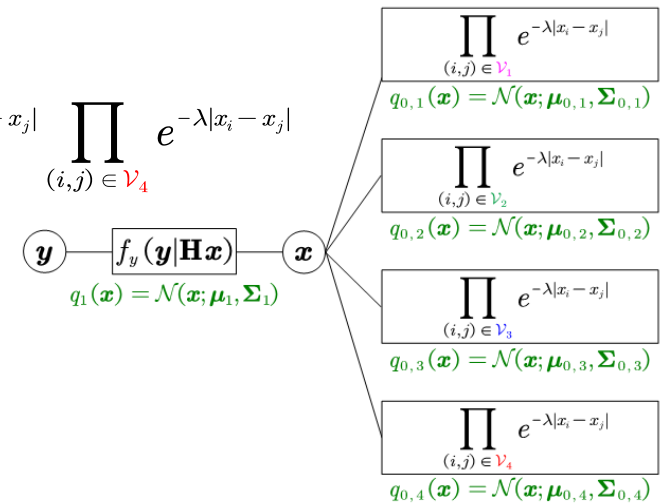 ∏ e^{-λ|x_i - x_j|}
(i,j) ∈ 𝒱_1
q_{0,1}(x) = 𝒩(x; μ_{0,1}, Σ_{0,1})
- x_j| ∏ e^{-λ|x_i - x_j|}
(i,j) ∈ 𝒱_4
∏ e^{-λ|x_i - x_j|}
(i,j) ∈ 𝒱_2
q_{0,2}(x) = 𝒩(x; μ_{0,2}, Σ_{0,2})
y f_y(y|Hx) x
q_1(x) = 𝒩(x; μ_1, Σ_1)
∏ e^{-λ|x_i - x_j|}
(i,j) ∈ 𝒱_3
q_{0,3}(x) = 𝒩(x; μ_{0,3}, Σ_{0,3})
∏ e^{-λ|x_i - x_j|}
(i,j) ∈ 𝒱_4
q_{0,4}(x) = 𝒩(x; μ_{0,4}, Σ_{0,4})